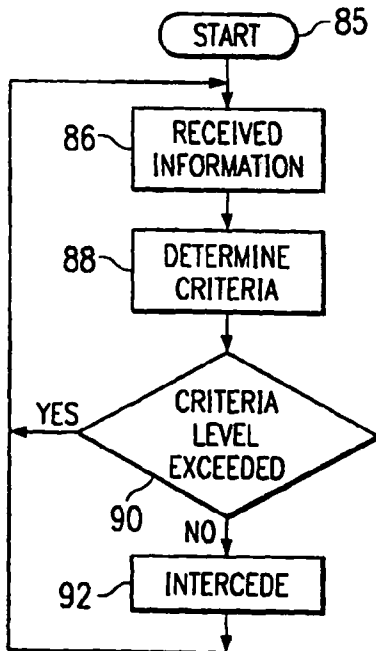 START
85
86
RECEIVED
INFORMATION
88
DETERMINE
CRITERIA
YES
CRITERIA
LEVEL
EXCEEDED
90
NO
92
INTERCEDE